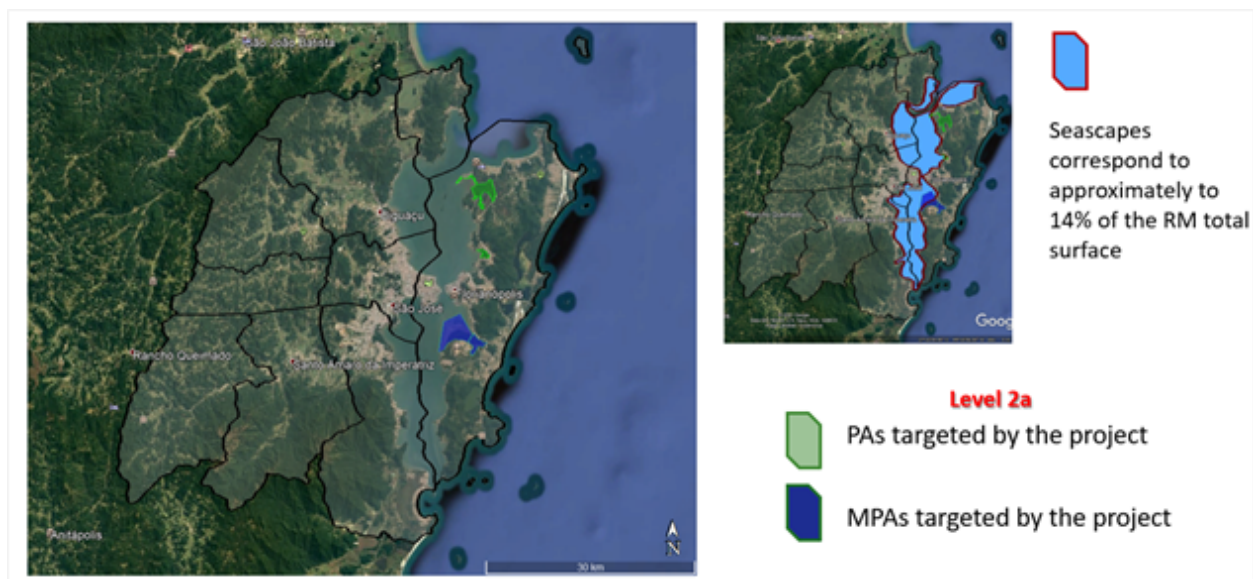 São João Batista
Biguaçu
Florianópolis
São José
Rancho Queimado
Santo Amaro da Imperatriz
Anitápolis
N
30 km
Goog
Seascapes
correspond to
approximately to
14% of the RM total
surface
Level 2a
PAs targeted by the project
MPAs targeted by the project